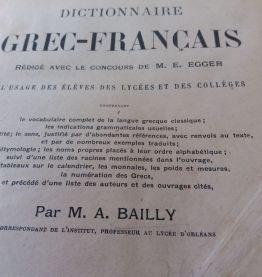 DICTIONNAIRE
GREC-FRANÇAIS
RÉDIGÉ AVEC LE CONCOURS DE M. E. EGGER
L'USAGE DES ÉLÈVES DES LYCÉES ET DES COLLÈGES
COMPRENANT
le vocabulaire complet de la langue grecque classique;
les indications grammaticales usuelles;
le sens, justifié par d'abondantes références, avec renvois au texte,
et par de nombreux exemples traduits;
l'étymologie; les noms propres placés à leur ordre alphabétique;
suivi d'une liste des racines mentionnées dans l'ouvrage,
tableaux sur le calendrier, les monnaies, les poids et mesures,
la numération des Grecs,
et précédé d'une liste des auteurs et des ouvrages cités,
Par M. A. BAILLY
CORRESPONDANT DE L'INSTITUT, PROFESSEUR AU LYCÉE D'ORLÉANS